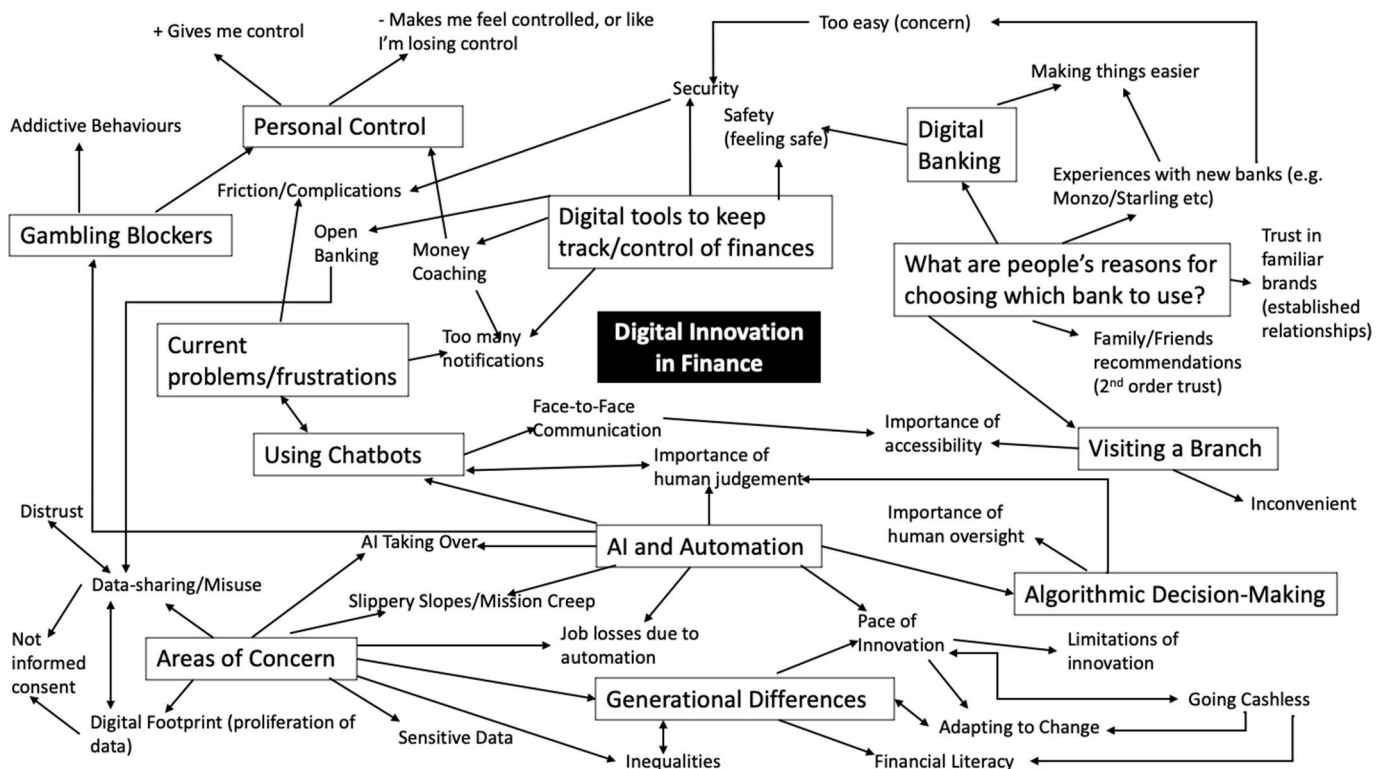 + Gives me control
- Makes me feel controlled, or like
I'm losing control
Too easy (concern)
Making things easier
Security
Safety
(feeling safe)
Digital
Banking
Addictive Behaviours
Personal Control
Friction/Complications
Experiences with new banks (e.g.
Monzo/Starling etc)
Gambling Blockers
Open
Banking
Money
Coaching
Digital tools to keep
track/control of finances
What are people's reasons for
choosing which bank to use?
Trust in
familiar
brands
(established
relationships)
Current
problems/frustrations
Too many
notifications
Digital Innovation
in Finance
Family/Friends
recommendations
(2nd order trust)
Using Chatbots
Face-to-Face
Communication
Importance of
accessibility
Visiting a Branch
Importance of
human judgement
Inconvenient
Distrust
AI Taking Over
AI and Automation
Importance of
human oversight
Data-sharing/Misuse
Slippery Slopes/Mission Creep
Algorithmic Decision-Making
Not
informed
consent
Areas of Concern
Job losses due to
automation
Pace of
Innovation
Limitations of
innovation
Generational Differences
Going Cashless
Digital Footprint (proliferation of
data)
Sensitive Data
Adapting to Change
Inequalities
Financial Literacy